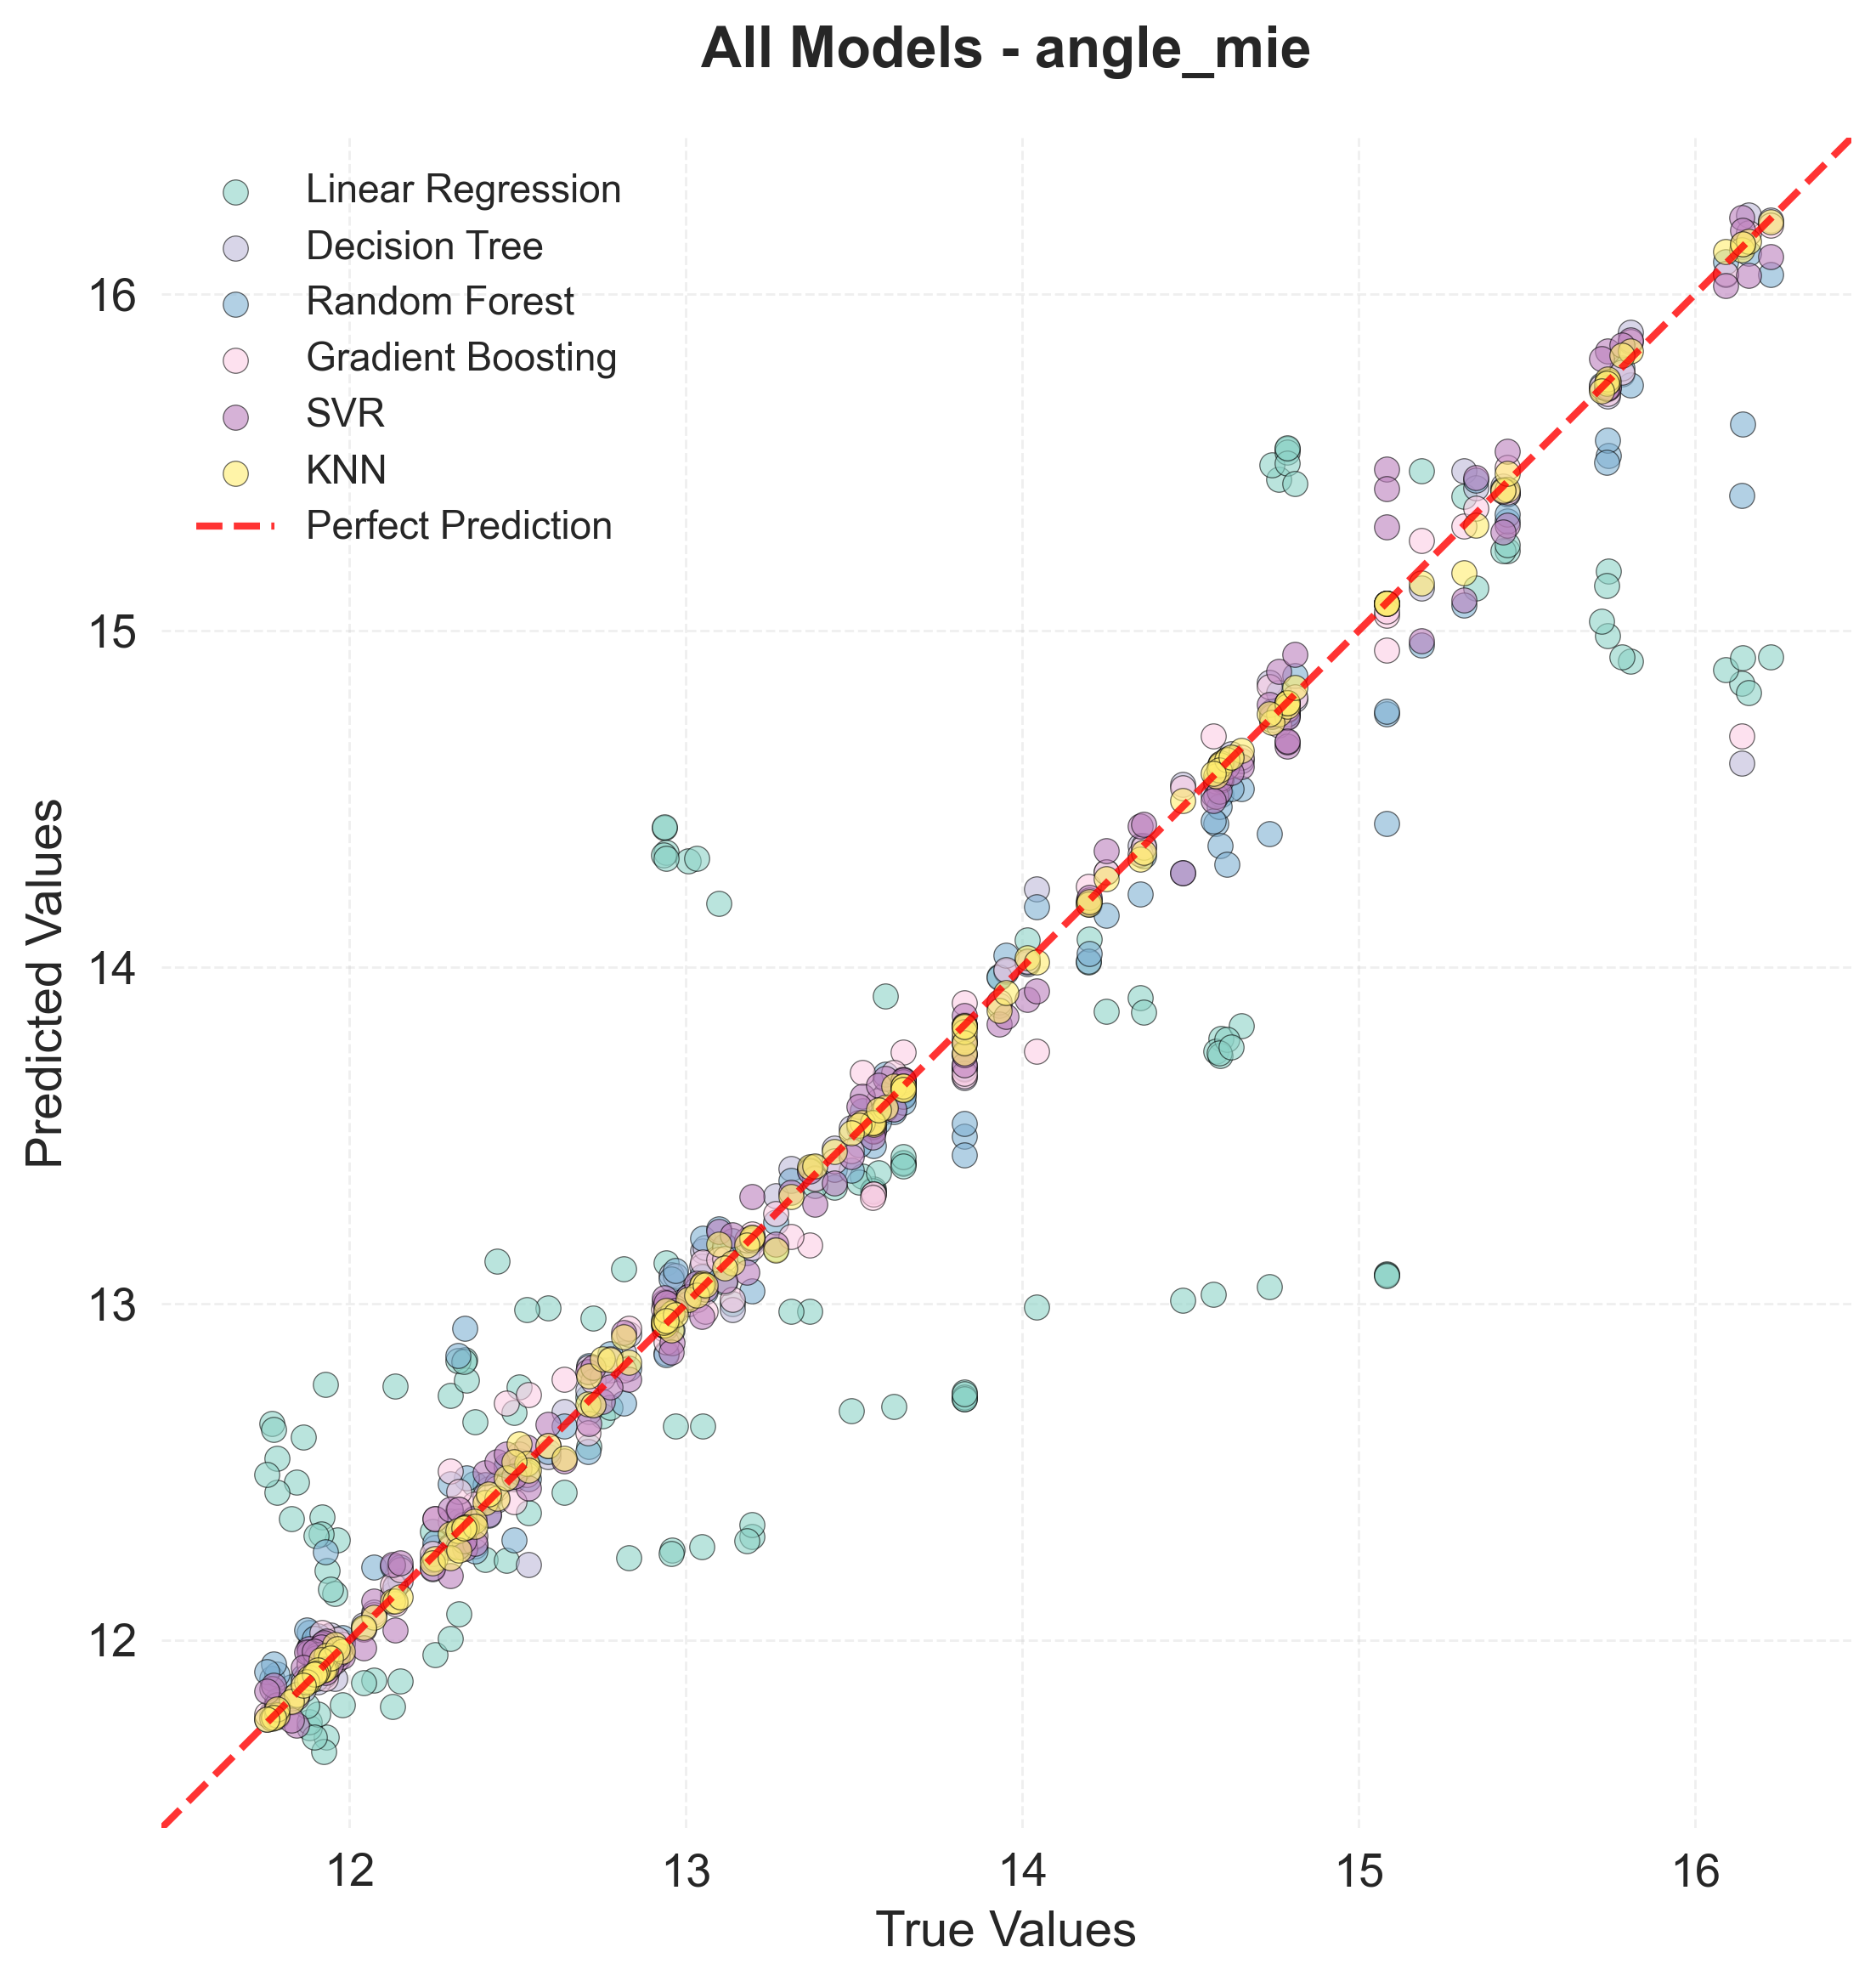 All Models - angle_mie
Linear Regression
Decision Tree
Random Forest
Gradient Boosting
SVR
KNN
Perfect Prediction
16
15
14
13
12
Predicted Values
12
13
14
15
16
True Values